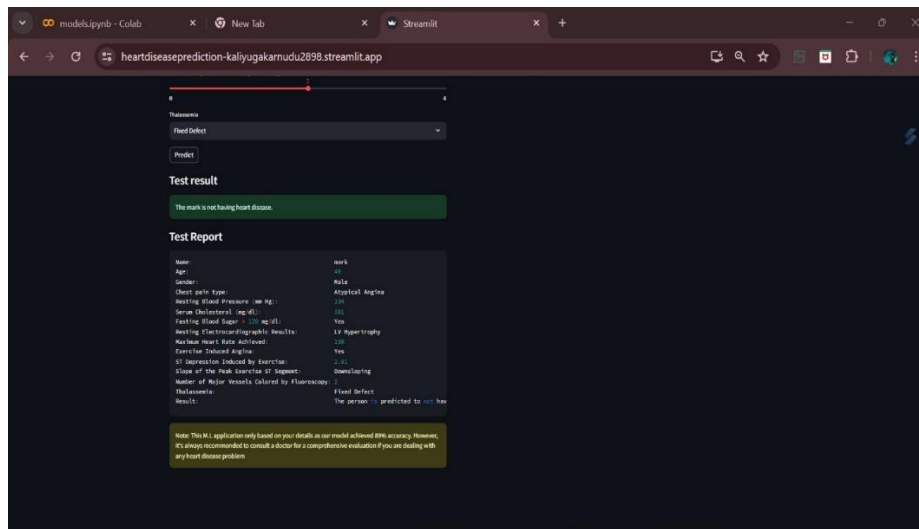 models.ipynb - Colab
New Tab
Streamlit
heartdiseaseprediction-kaliyugakarnudu2898.streamlit.app
0
4
Thalassemia
Fixed Defect
Predict
Test result
The mark is not having heart disease.
Test Report
Name: mark
Age:
Gender: Male
Chest pain type: Atypical Angina
Resting Blood Pressure (mm Hg):
Serum Cholesterol (mg/dl):
Fasting Blood Sugar > 120 mg/dl: Yes
Resting Electrocardiographic Results: LV Hypertrophy
Maximum Heart Rate Achieved:
Exercise Induced Angina: Yes
ST Depression Induced by Exercise:
Slope of the Peak Exercise ST Segment: Downsloping
Number of Major Vessels Colored by Fluoroscopy: 2
Thalassemia: Fixed Defect
Result: The person is predicted to not hav
Note: This M.L application only based on your details as our model achieved 89% accuracy. However,
it's always recommended to consult a doctor for a comprehensive evaluation if you are dealing with
any heart disease problem